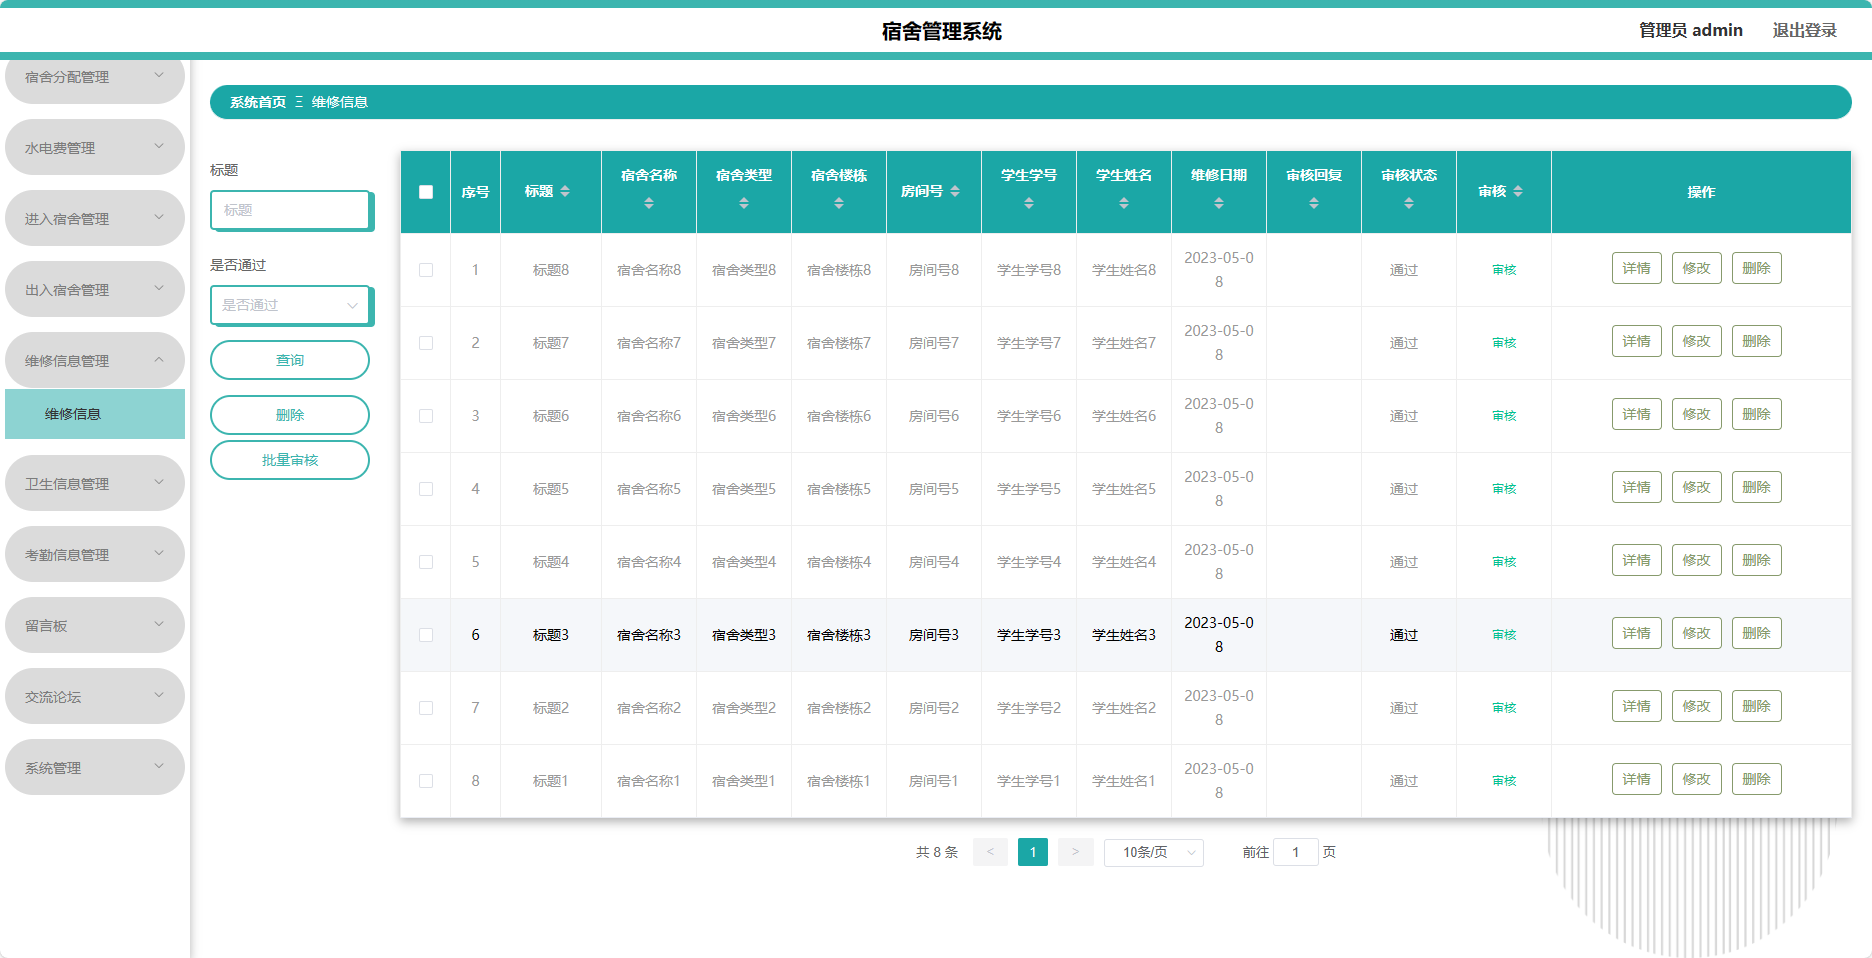 宿舍管理系统
管理员 admin 退出登录
宿舍分配管理
水电费管理
进入宿舍管理
出入宿舍管理
维修信息管理
维修信息
卫生信息管理
考勤信息管理
留言板
交流论坛
系统管理
系统首页 Ξ 维修信息
标题
标题
是否通过
是否通过
查询
删除
批量审核
序号 标题 宿舍名称 宿舍类型 宿舍楼栋 房间号 学生学号 学生姓名 维修日期 审核回复 审核状态 审核 操作
1 标题8 宿舍名称8 宿舍类型8 宿舍楼栋8 房间号8 学生学号8 学生姓名8 2023-05-0
8 通过 审核 详情 修改 删除
2 标题7 宿舍名称7 宿舍类型7 宿舍楼栋7 房间号7 学生学号7 学生姓名7 2023-05-0
8 通过 审核 详情 修改 删除
3 标题6 宿舍名称6 宿舍类型6 宿舍楼栋6 房间号6 学生学号6 学生姓名6 2023-05-0
8 通过 审核 详情 修改 删除
4 标题5 宿舍名称5 宿舍类型5 宿舍楼栋5 房间号5 学生学号5 学生姓名5 2023-05-0
8 通过 审核 详情 修改 删除
5 标题4 宿舍名称4 宿舍类型4 宿舍楼栋4 房间号4 学生学号4 学生姓名4 2023-05-0
8 通过 审核 详情 修改 删除
6 标题3 宿舍名称3 宿舍类型3 宿舍楼栋3 房间号3 学生学号3 学生姓名3 2023-05-0
8 通过 审核 详情 修改 删除
7 标题2 宿舍名称2 宿舍类型2 宿舍楼栋2 房间号2 学生学号2 学生姓名2 2023-05-0
8 通过 审核 详情 修改 删除
8 标题1 宿舍名称1 宿舍类型1 宿舍楼栋1 房间号1 学生学号1 学生姓名1 2023-05-0
8 通过 审核 详情 修改 删除
共 8 条 < 1 > 10条/页 前往 1 页